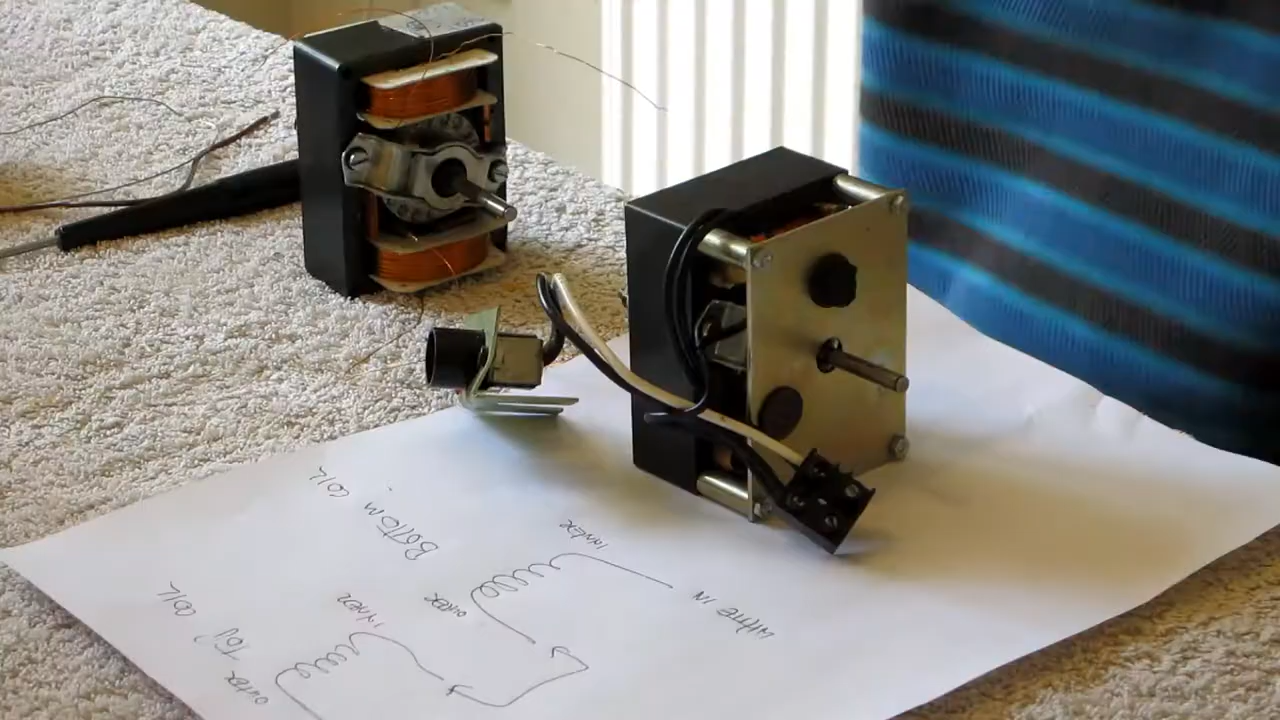 BOTTOM COIL
INNER
WHITE IN
OUTER
TOP COIL
INNER
OUTER